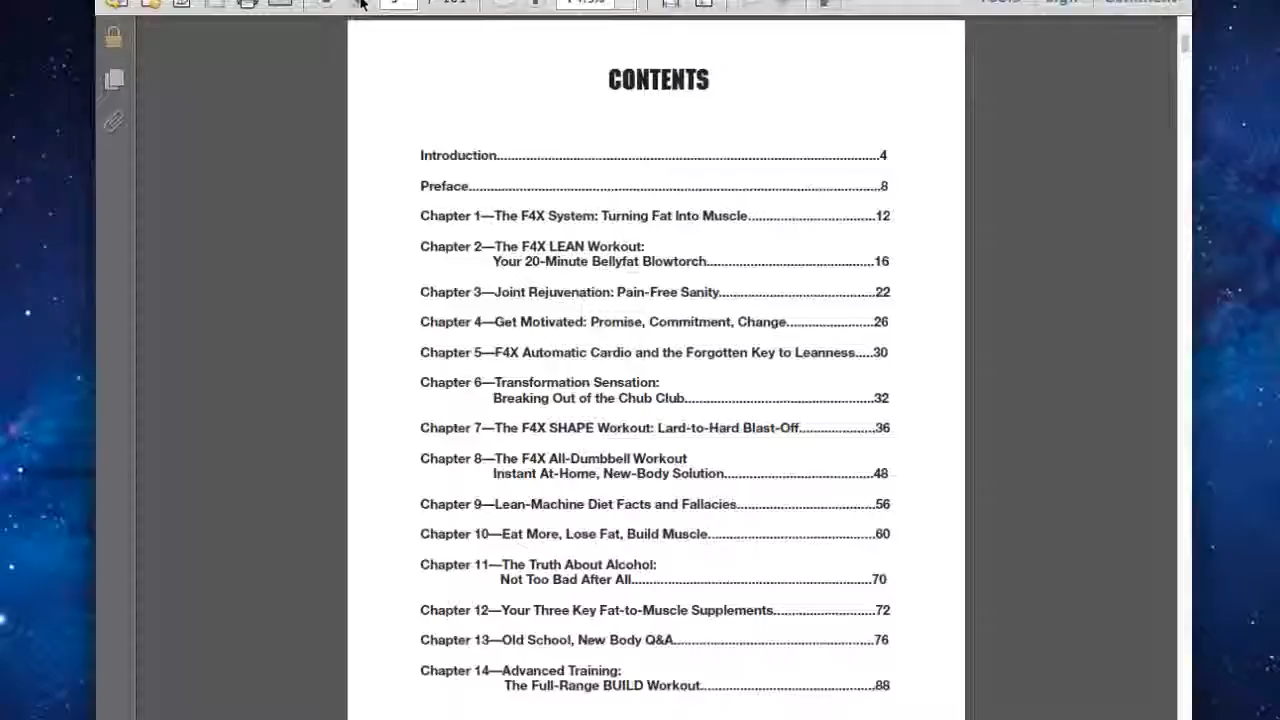 CONTENTS
Introduction..........4
Preface..........8
Chapter 1—The F4X System: Turning Fat Into Muscle..........12
Chapter 2—The F4X LEAN Workout:
Your 20-Minute Bellyfat Blowtorch..........16
Chapter 3—Joint Rejuvenation: Pain-Free Sanity..........22
Chapter 4—Get Motivated: Promise, Commitment, Change..........26
Chapter 5—F4X Automatic Cardio and the Forgotten Key to Leanness.....30
Chapter 6—Transformation Sensation:
Breaking Out of the Chub Club..........32
Chapter 7—The F4X SHAPE Workout: Lard-to-Hard Blast-Off..........36
Chapter 8—The F4X All-Dumbbell Workout
Instant At-Home, New-Body Solution..........48
Chapter 9—Lean-Machine Diet Facts and Fallacies..........56
Chapter 10—Eat More, Lose Fat, Build Muscle..........60
Chapter 11—The Truth About Alcohol:
Not Too Bad After All..........70
Chapter 12—Your Three Key Fat-to-Muscle Supplements..........72
Chapter 13—Old School, New Body Q&A..........76
Chapter 14—Advanced Training:
The Full-Range BUILD Workout..........88